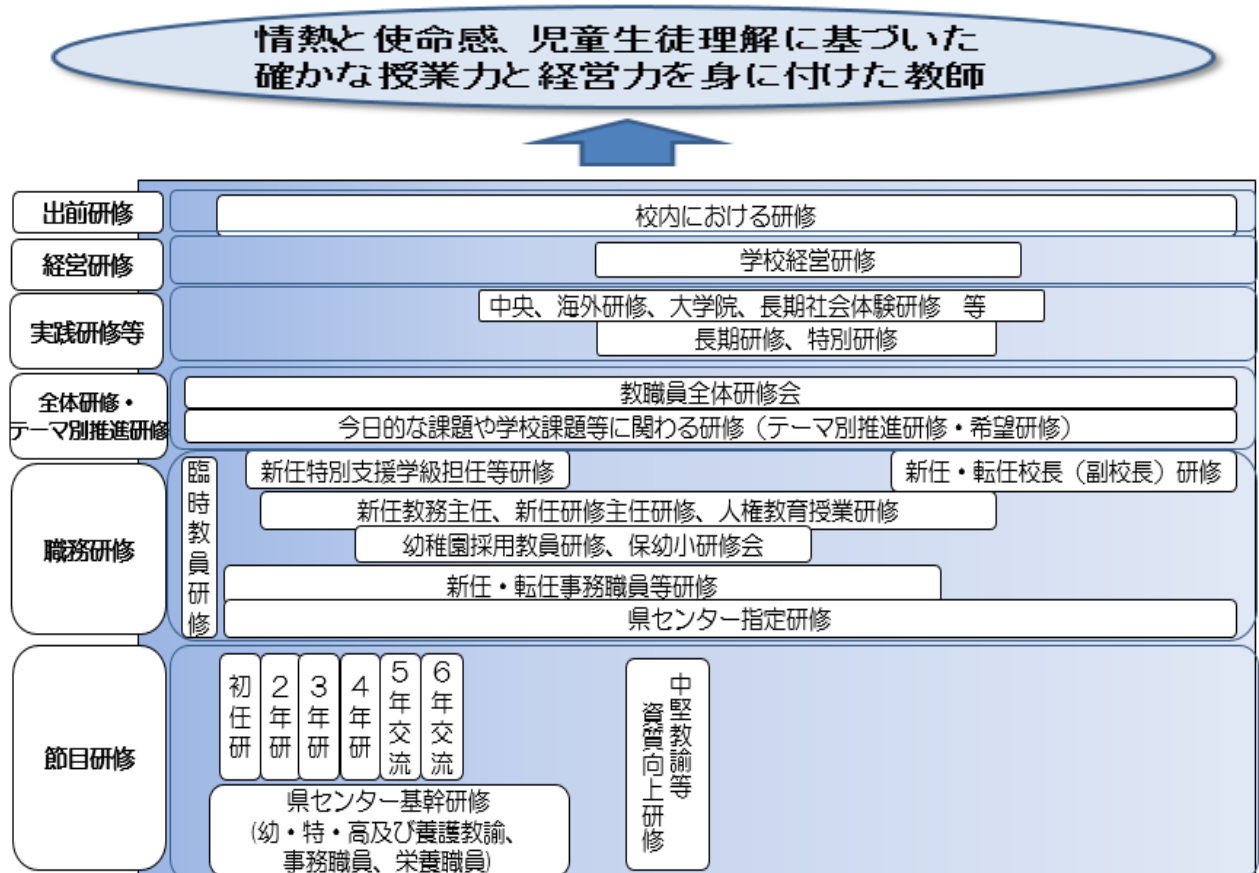 情熱と使命感、児童生徒理解に基づいた
確かな授業力と経営力を身に付けた教師
出前研修
校内における研修
経営研修
学校経営研修
実践研修等
中央、海外研修、大学院、長期社会体験研修 等
長期研修、特別研修
全体研修・
テーマ別推進研修
教職員全体研修会
今日的な課題や学校課題等に関わる研修（テーマ別推進研修・希望研修）
職務研修
臨時教員研修
新任特別支援学級担任等研修
新任・転任校長（副校長）研修
新任教務主任、新任研修主任研修、人権教育授業研修
幼稚園採用教員研修、保幼小研修会
新任・転任事務職員等研修
県センター指定研修
節目研修
初任研
２年研
３年研
４年研
５年交流
６年交流
中堅教諭等
資質向上研修
県センター基幹研修
(幼・特・高及び養護教諭、
事務職員、栄養職員)